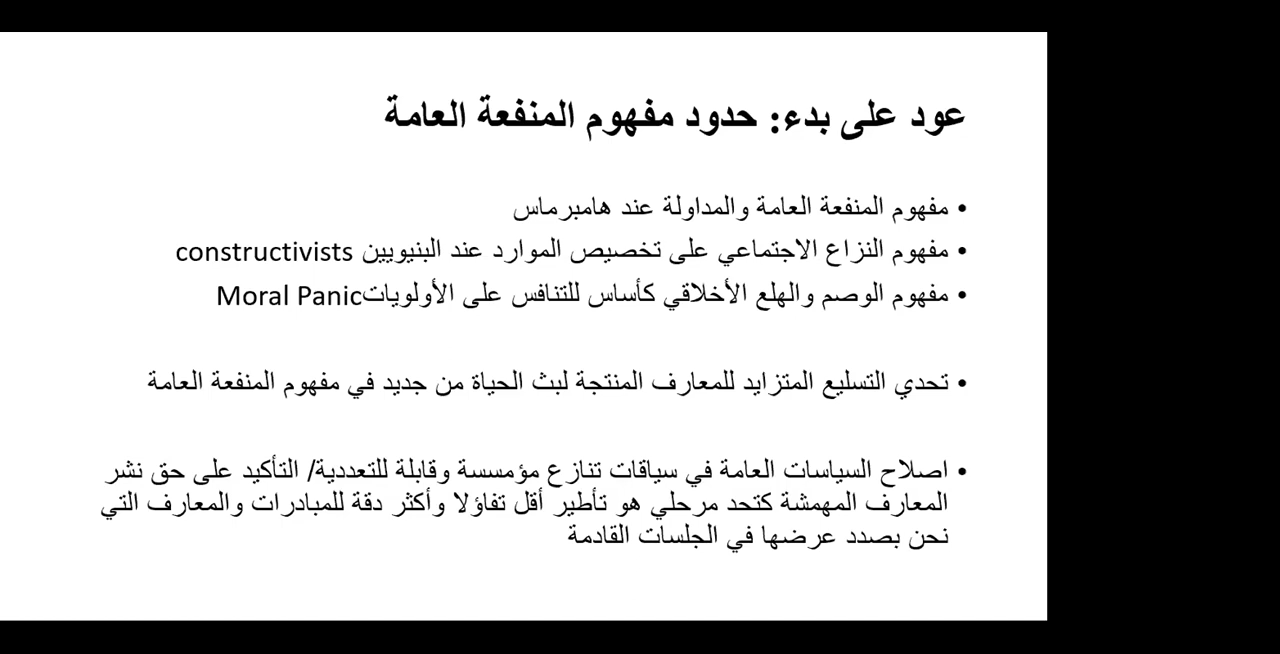 عود على بدء: حدود مفهوم المنفعة العامة
• مفهوم المنفعة العامة والمداولة عند هامبرماس
• مفهوم النزاع الاجتماعي على تخصيص الموارد عند البنيويين constructivists
• مفهوم الوصم والهلع الأخلاقي كأساس للتنافس على الأولوياتMoral Panic
• تحدي التسليع المتزايد للمعارف المنتجة لبث الحياة من جديد في مفهوم المنفعة العامة
• اصلاح السياسات العامة في سياقات تنازع مؤمسسة وقابلة للتعددية/ التأكيد على حق نشر
المعارف المهمشة كتحد مرحلي هو تأطير أقل تفاؤلا وأكثر دقة للمبادرات والمعارف التي
نحن بصدد عرضها في الجلسات القادمة